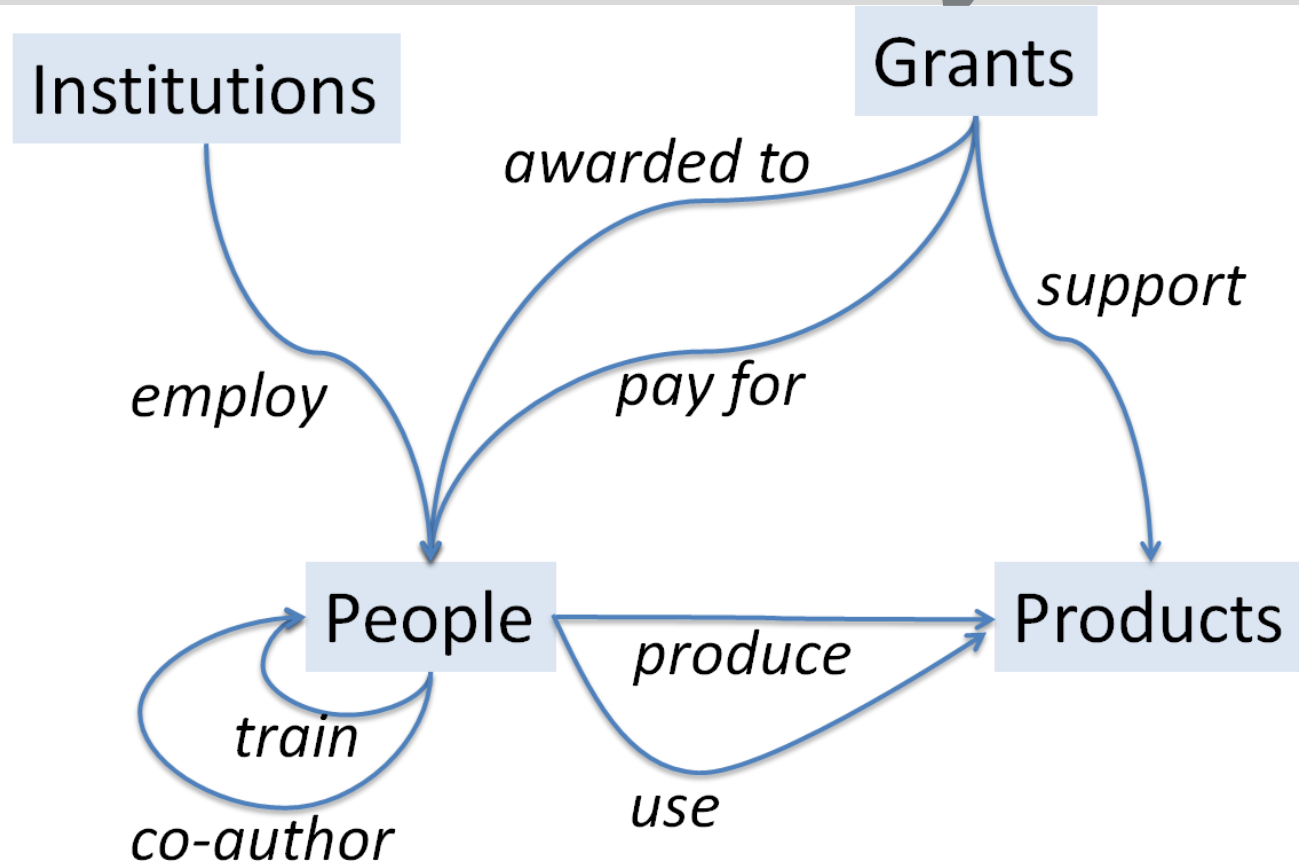 Institutions
Grants
awarded to
support
employ
pay for
People
Products
produce
train
use
co-author